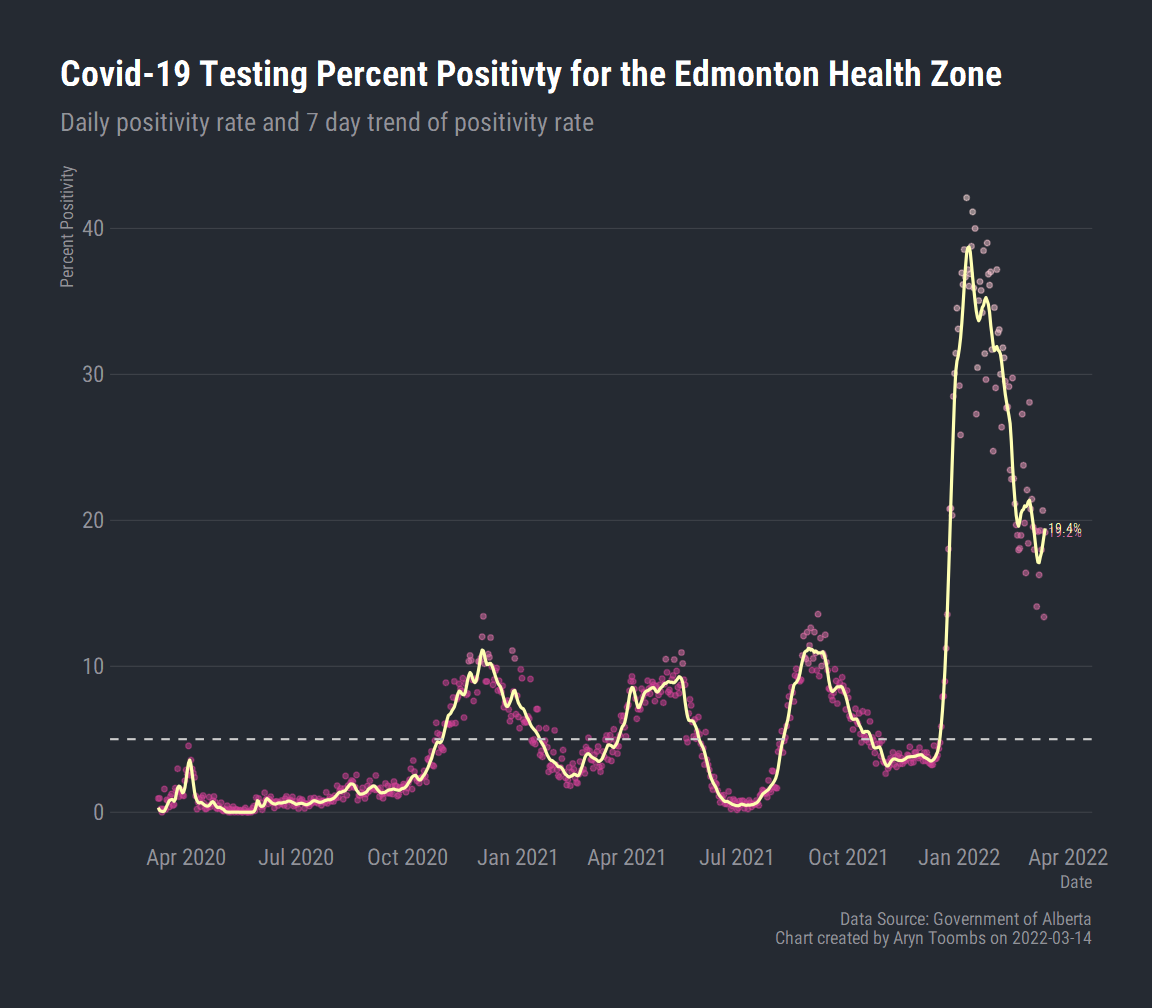 Covid-19 Testing Percent Positivty for the Edmonton Health Zone
Daily positivity rate and 7 day trend of positivity rate
Percent Positivity
40
30
20
10
0
19.4%
19.2%
Apr 2020 Jul 2020 Oct 2020 Jan 2021 Apr 2021 Jul 2021 Oct 2021 Jan 2022 Apr 2022
Date
Data Source: Government of Alberta
Chart created by Aryn Toombs on 2022-03-14